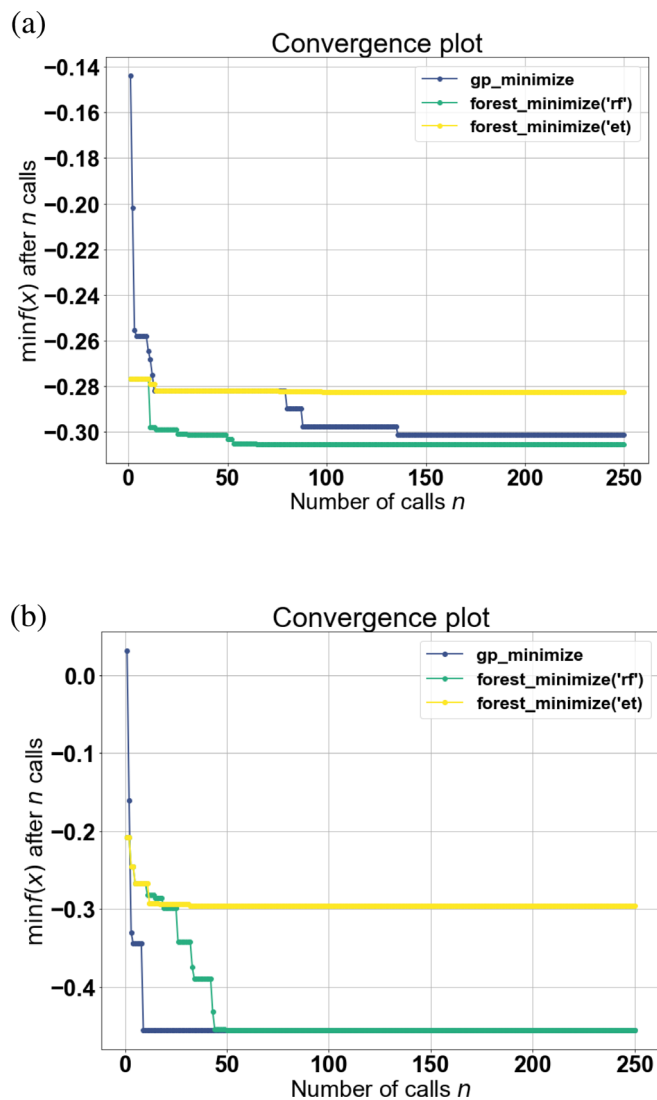 (a)
Convergence plot
−0.14
−0.16
−0.18
−0.20
−0.22
−0.24
−0.26
−0.28
−0.30
min f(x) after n calls
gp_minimize
forest_minimize('rf')
forest_minimize('et)
0 50 100 150 200 250
Number of calls n
(b)
Convergence plot
0.0
−0.1
−0.2
−0.3
−0.4
min f(x) after n calls
gp_minimize
forest_minimize('rf')
forest_minimize('et)
0 50 100 150 200 250
Number of calls n